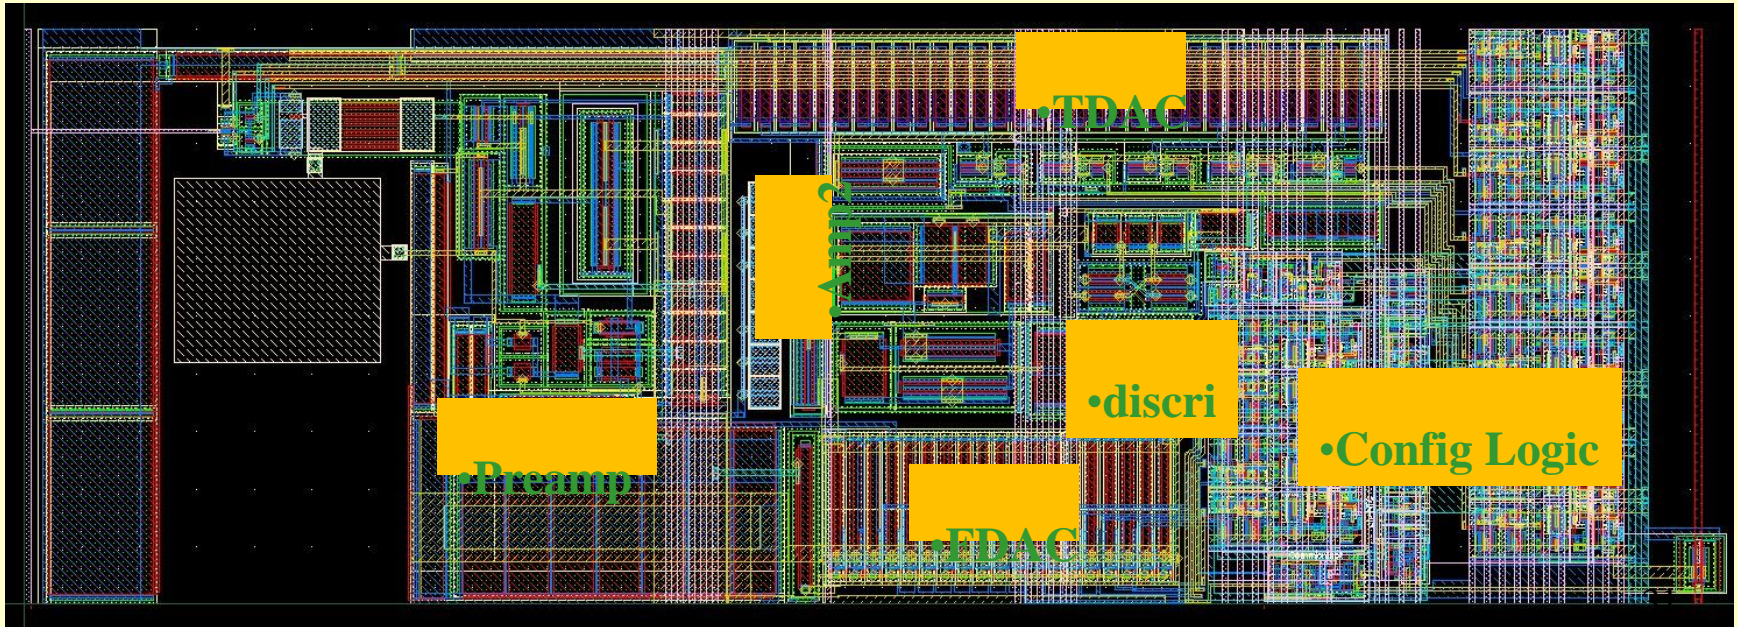 •TDAC
•Amp2
•discri
•Config Logic
•Preamp
•FDAC